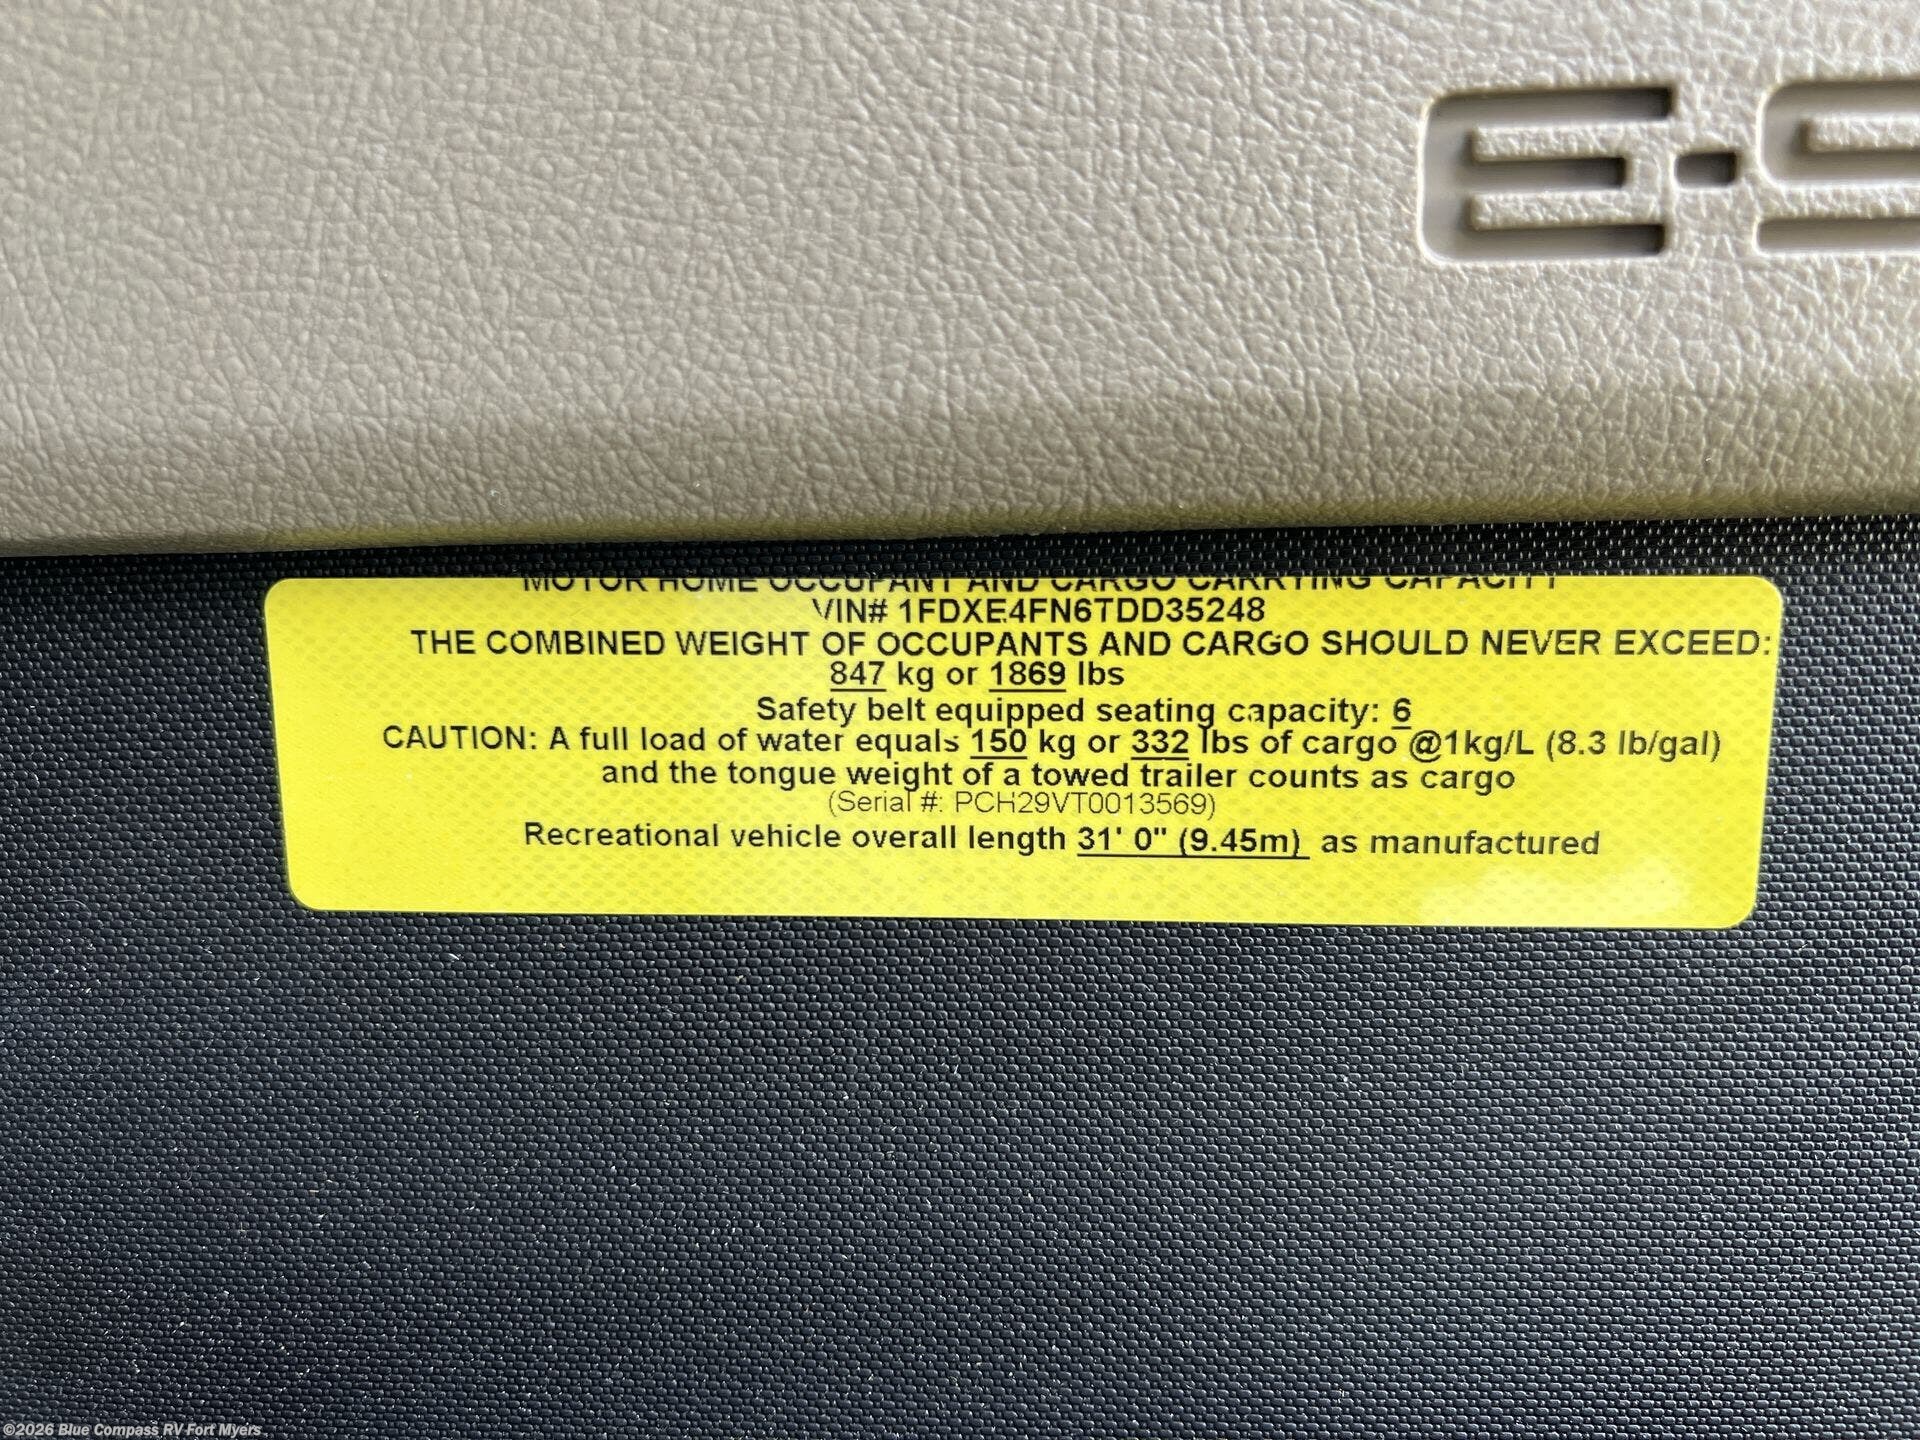 E-S
MOTOR HOME OCCUPANT AND CARGO CARRYING CAPACITY
VIN# 1FDXE4FN6TDD35248
THE COMBINED WEIGHT OF OCCUPANTS AND CARGO SHOULD NEVER EXCEED:
847 kg or 1869 lbs
Safety belt equipped seating capacity: 6
CAUTION: A full load of water equals 150 kg or 332 lbs of cargo @1kg/L (8.3 lb/gal)
and the tongue weight of a towed trailer counts as cargo
(Serial #: PCH29VT0013569)
Recreational vehicle overall length 31' 0" (9.45m) as manufactured
©2026 Blue Compass RV Fort Myers